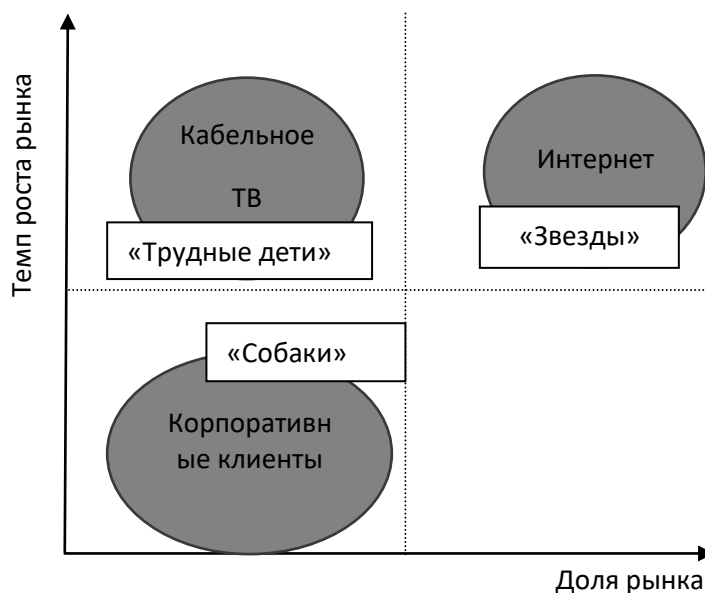 Темп роста рынка
Кабельное
ТВ
«Трудные дети»
Интернет
«Звезды»
«Собаки»
Корпоративн
ые клиенты
Доля рынка